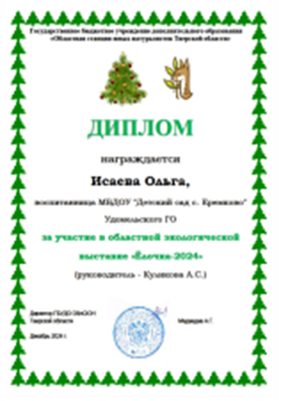 Государственное бюджетное учреждение дополнительного образования
«Областная станция юных натуралистов Тверской области»
ДИПЛОМ
награждается
Исаева Ольга,
воспитанница МБДОУ "Детский сад с. Еремково"
Удомельского ГО
за участие в областной экологической
выставке «Ёлочка-2024»
(руководитель - Куликова А.С.)
Директор ГБУДО
Тверской области
Медведев А.Г.
Декабрь 2024 г.